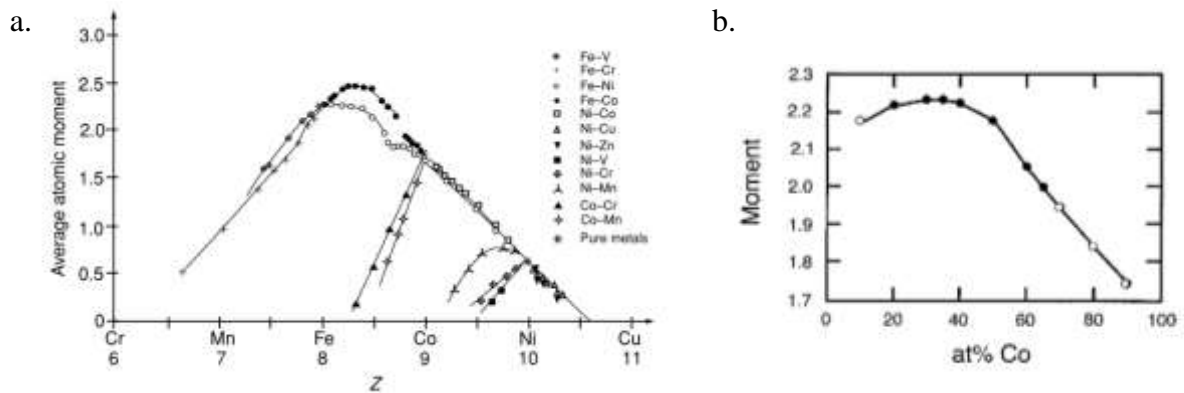 a.
b.
Average atomic moment
3.0
2.5
2.0
1.5
1.0
0.5
0
Fe–V
Fe–Cr
Fe–Ni
Fe–Co
Ni–Co
Ni–Cu
Ni–Zn
Ni–V
Ni–Cr
Ni–Mn
Co–Cr
Co–Mn
Pure metals
Cr Mn Fe Co Ni Cu
6 7 8 9 10 11
Z
Moment
2.3
2.2
2.1
2.0
1.9
1.8
1.7
0 20 40 60 80 100
at% Co